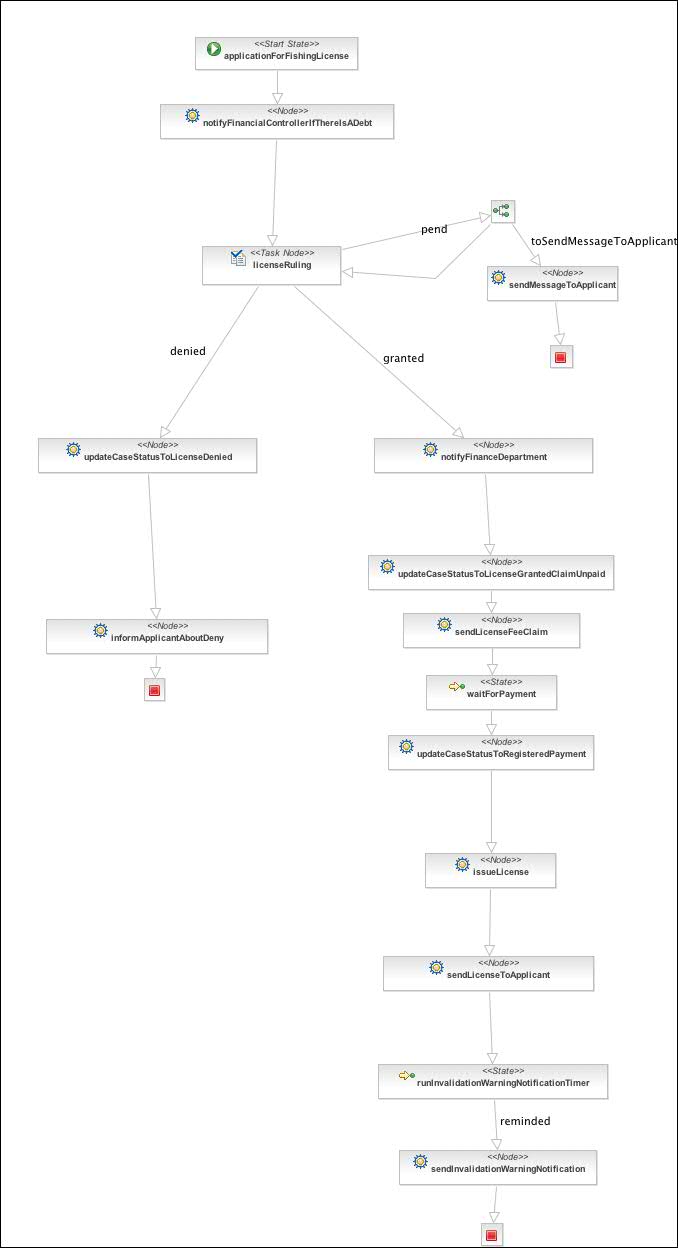 <<Start State>>
applicationForFishingLicense
<<Node>>
notifyFinancialControllerIfThereIsADebt
pend
toSendMessageToApplicant
<<Task Node>>
licenseRuling
<<Node>>
sendMessageToApplicant
denied
granted
<<Node>>
updateCaseStatusToLicenseDenied
<<Node>>
notifyFinanceDepartment
<<Node>>
updateCaseStatusToLicenseGrantedClaimUnpaid
<<Node>>
informApplicantAboutDeny
<<Node>>
sendLicenseFeeClaim
<<State>>
waitForPayment
<<Node>>
updateCaseStatusToRegisteredPayment
<<Node>>
issueLicense
<<Node>>
sendLicenseToApplicant
<<State>>
runInvalidationWarningNotificationTimer
reminded
<<Node>>
sendInvalidationWarningNotification